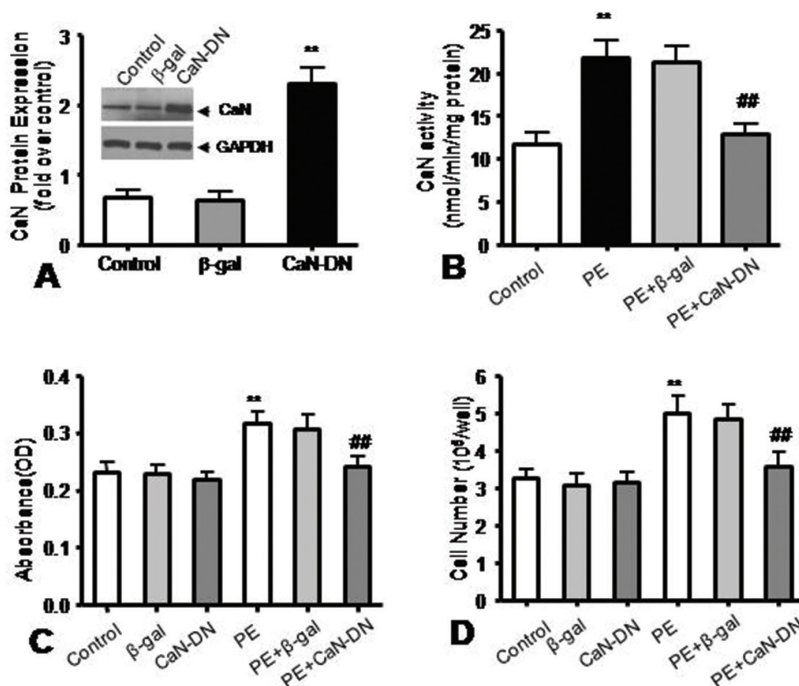 A
CaN Protein Expression
(fold over control)
3
2
1
0
Control
β-gal
CaN-DN
CaN
GAPDH
**
Control
β-gal
CaN-DN
B
CaN activity
(nmol/min/mg protein)
30
25
20
15
10
5
0
**
##
Control
PE
PE+β-gal
PE+CaN-DN
C
Absorbance(OD)
0.4
0.3
0.2
0.1
0.0
**
##
Control
β-gal
CaN-DN
PE
PE+β-gal
PE+CaN-DN
D
Cell Number (10⁵/well)
6
5
4
3
2
1
0
**
##
Control
β-gal
CaN-DN
PE
PE+β-gal
PE+CaN-DN